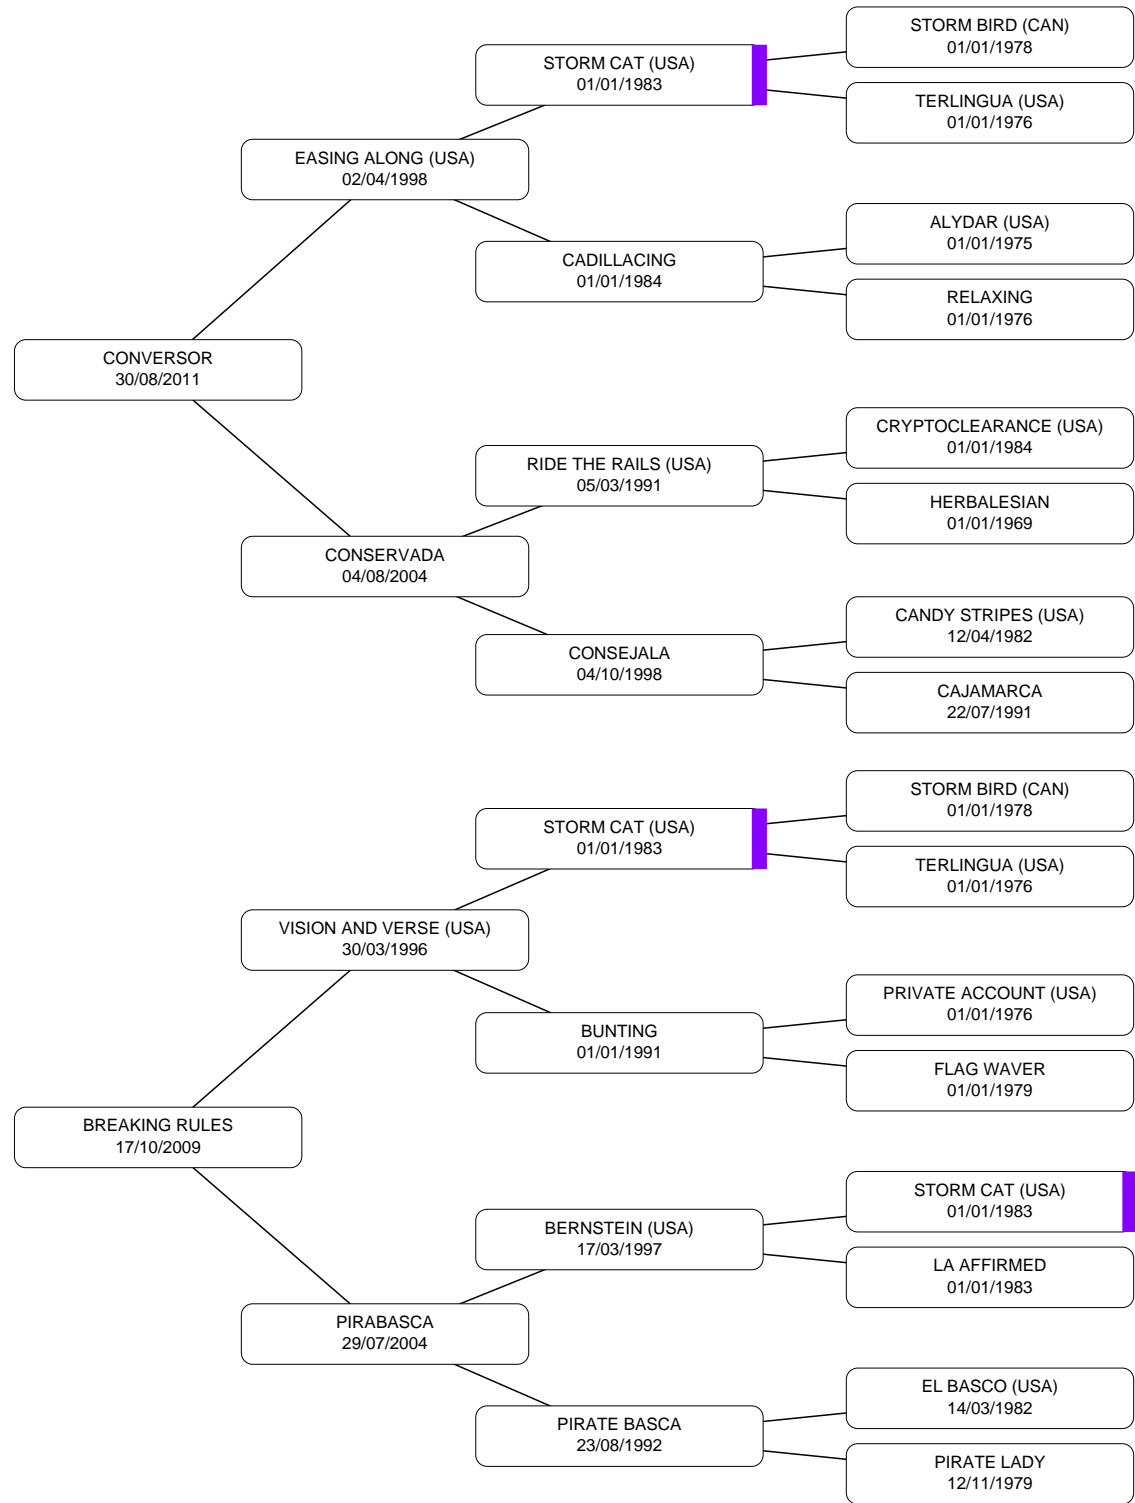 STORM BIRD (CAN)
01/01/1978
STORM CAT (USA)
01/01/1983
TERLINGUA (USA)
01/01/1976
EASING ALONG (USA)
02/04/1998
ALYDAR (USA)
01/01/1975
CADILLACING
01/01/1984
RELAXING
01/01/1976
CONVERSOR
30/08/2011
CRYPTOCLEARANCE (USA)
01/01/1984
RIDE THE RAILS (USA)
05/03/1991
HERBALESIAN
01/01/1969
CONSERVADA
04/08/2004
CANDY STRIPES (USA)
12/04/1982
CONSEJALA
04/10/1998
CAJAMARCA
22/07/1991
STORM BIRD (CAN)
01/01/1978
STORM CAT (USA)
01/01/1983
TERLINGUA (USA)
01/01/1976
VISION AND VERSE (USA)
30/03/1996
PRIVATE ACCOUNT (USA)
01/01/1976
BUNTING
01/01/1991
FLAG WAVER
01/01/1979
BREAKING RULES
17/10/2009
STORM CAT (USA)
01/01/1983
BERNSTEIN (USA)
17/03/1997
LA AFFIRMED
01/01/1983
PIRABASCA
29/07/2004
EL BASCO (USA)
14/03/1982
PIRATE BASCA
23/08/1992
PIRATE LADY
12/11/1979